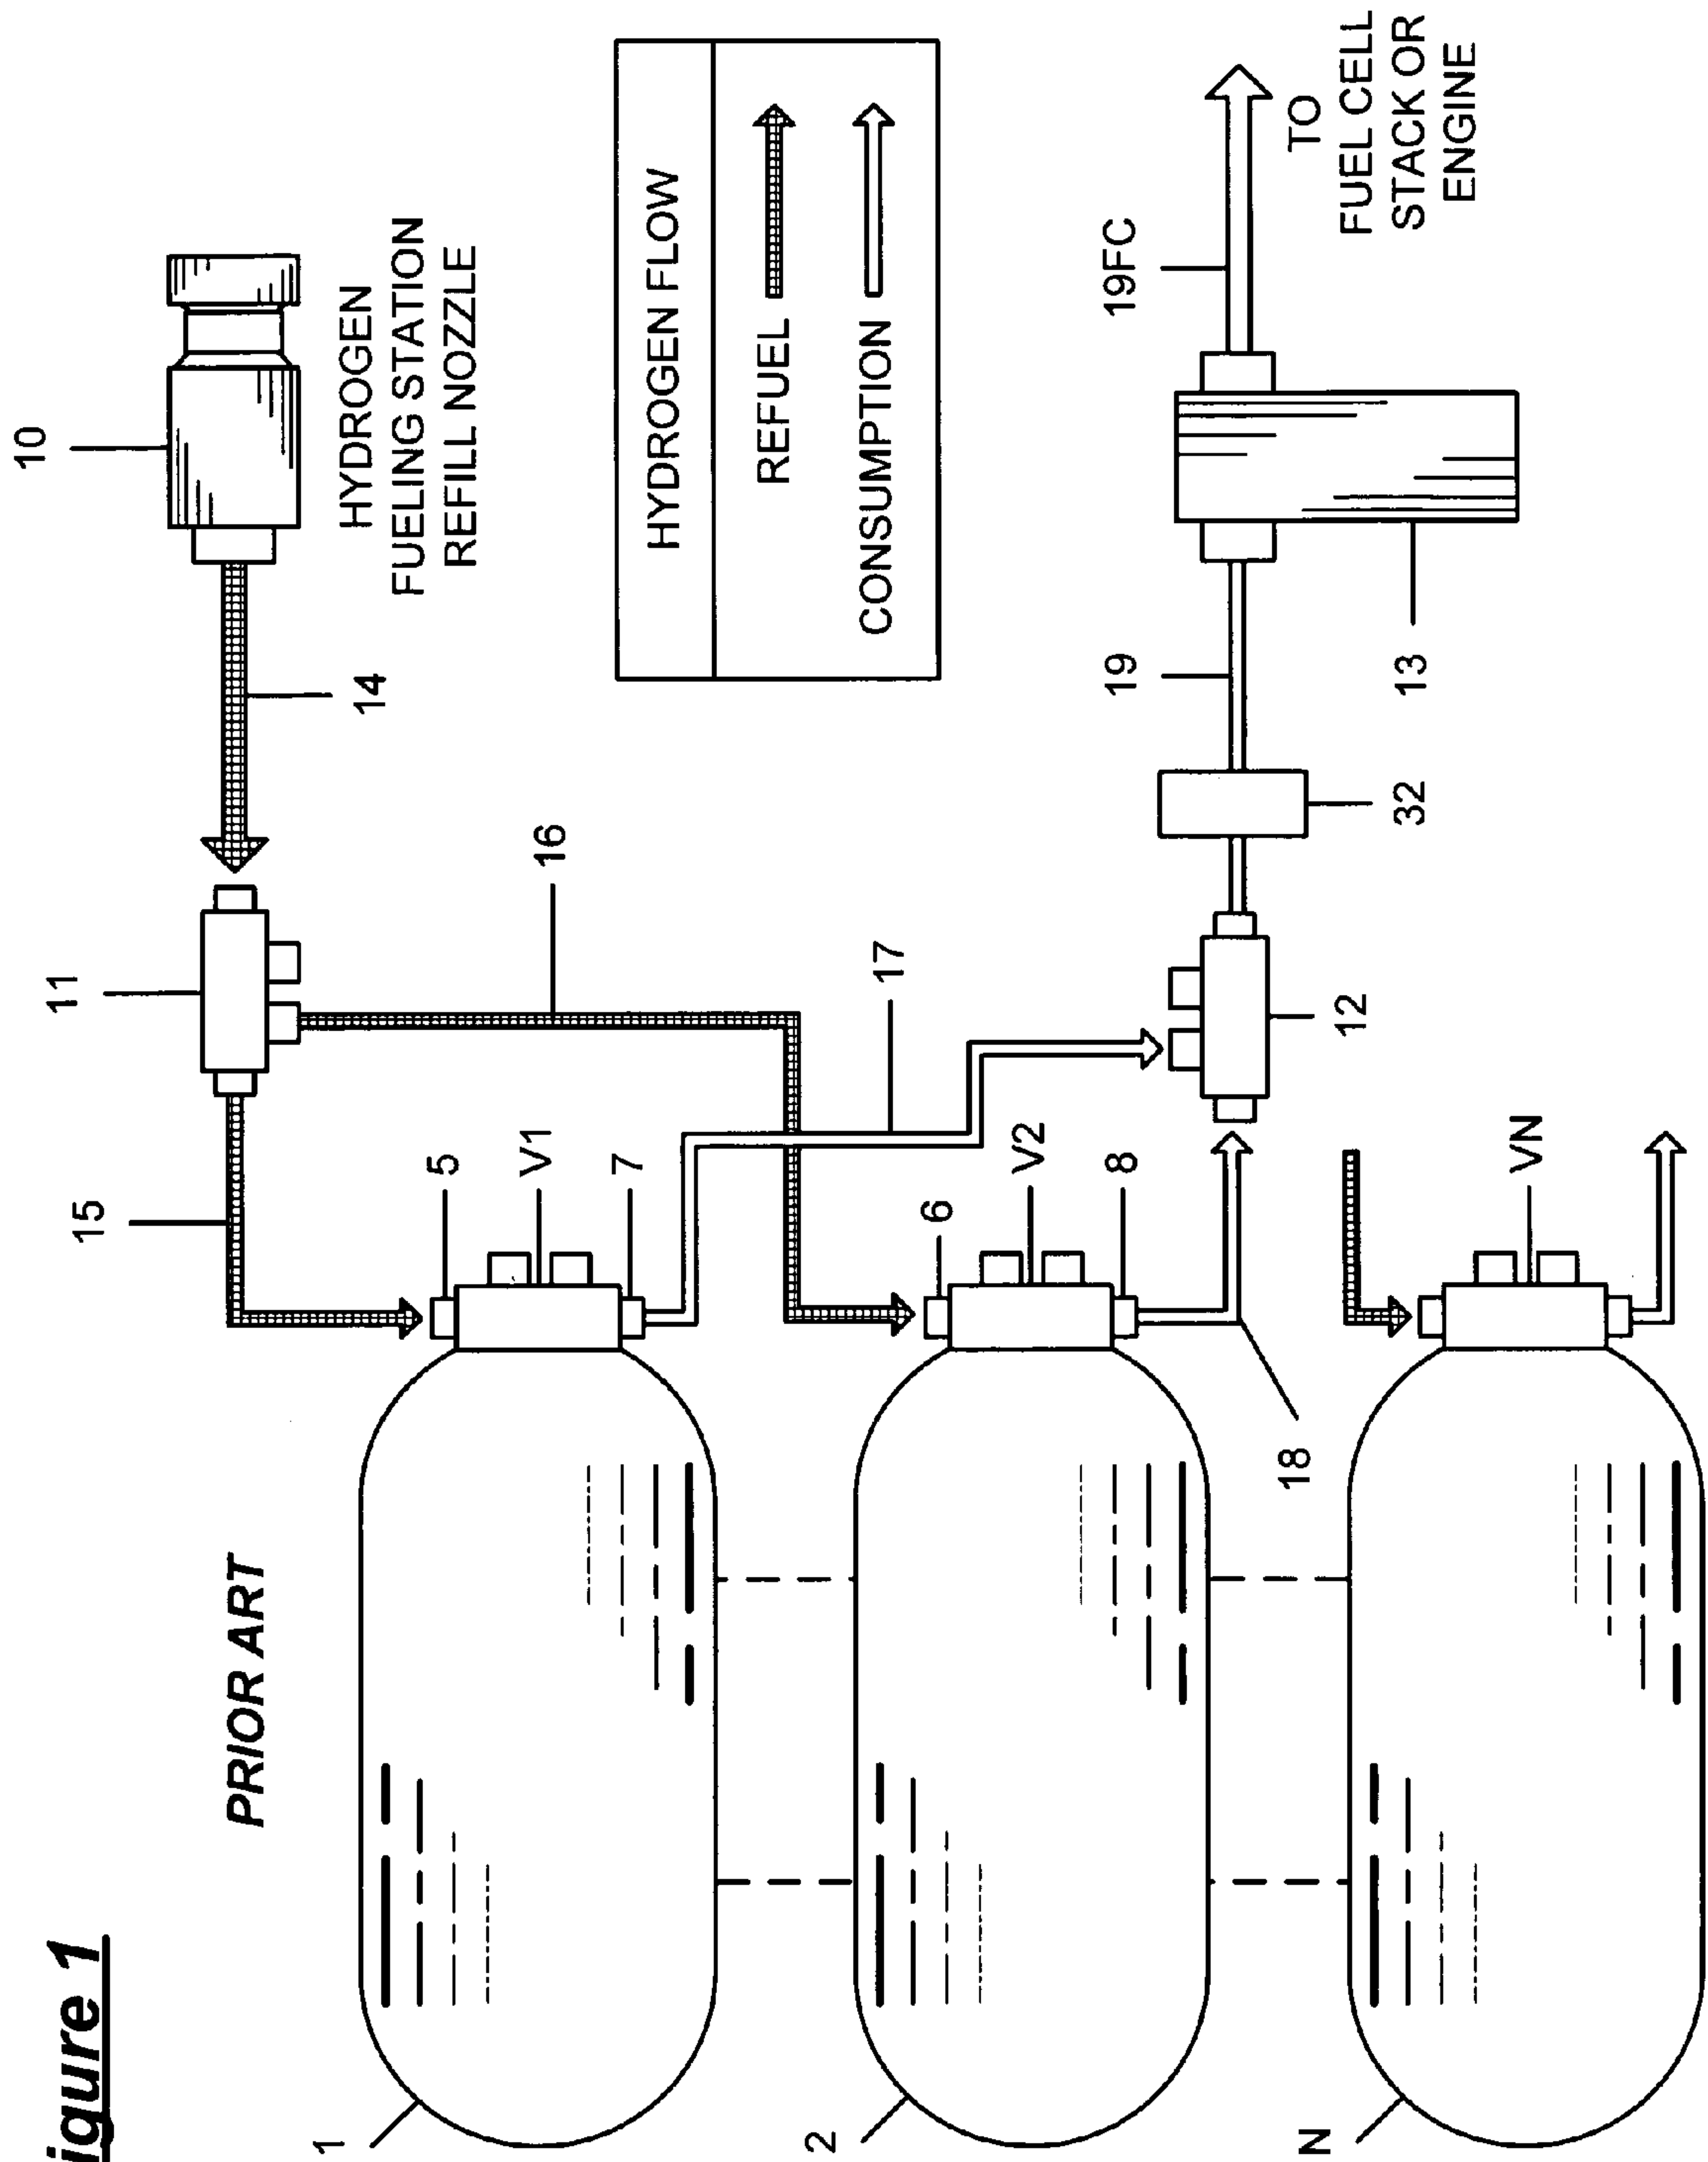 igure 1
PRIOR ART
10
HYDROGEN
FUELING STATION
REFILL NOZZLE
14
11
15
16
HYDROGEN FLOW
REFUEL
CONSUMPTION
1
5
V1
7
17
2
6
V2
8
18
12
32
19
13
19FC
TO
FUEL CELL
STACK OR
ENGINE
N
VN